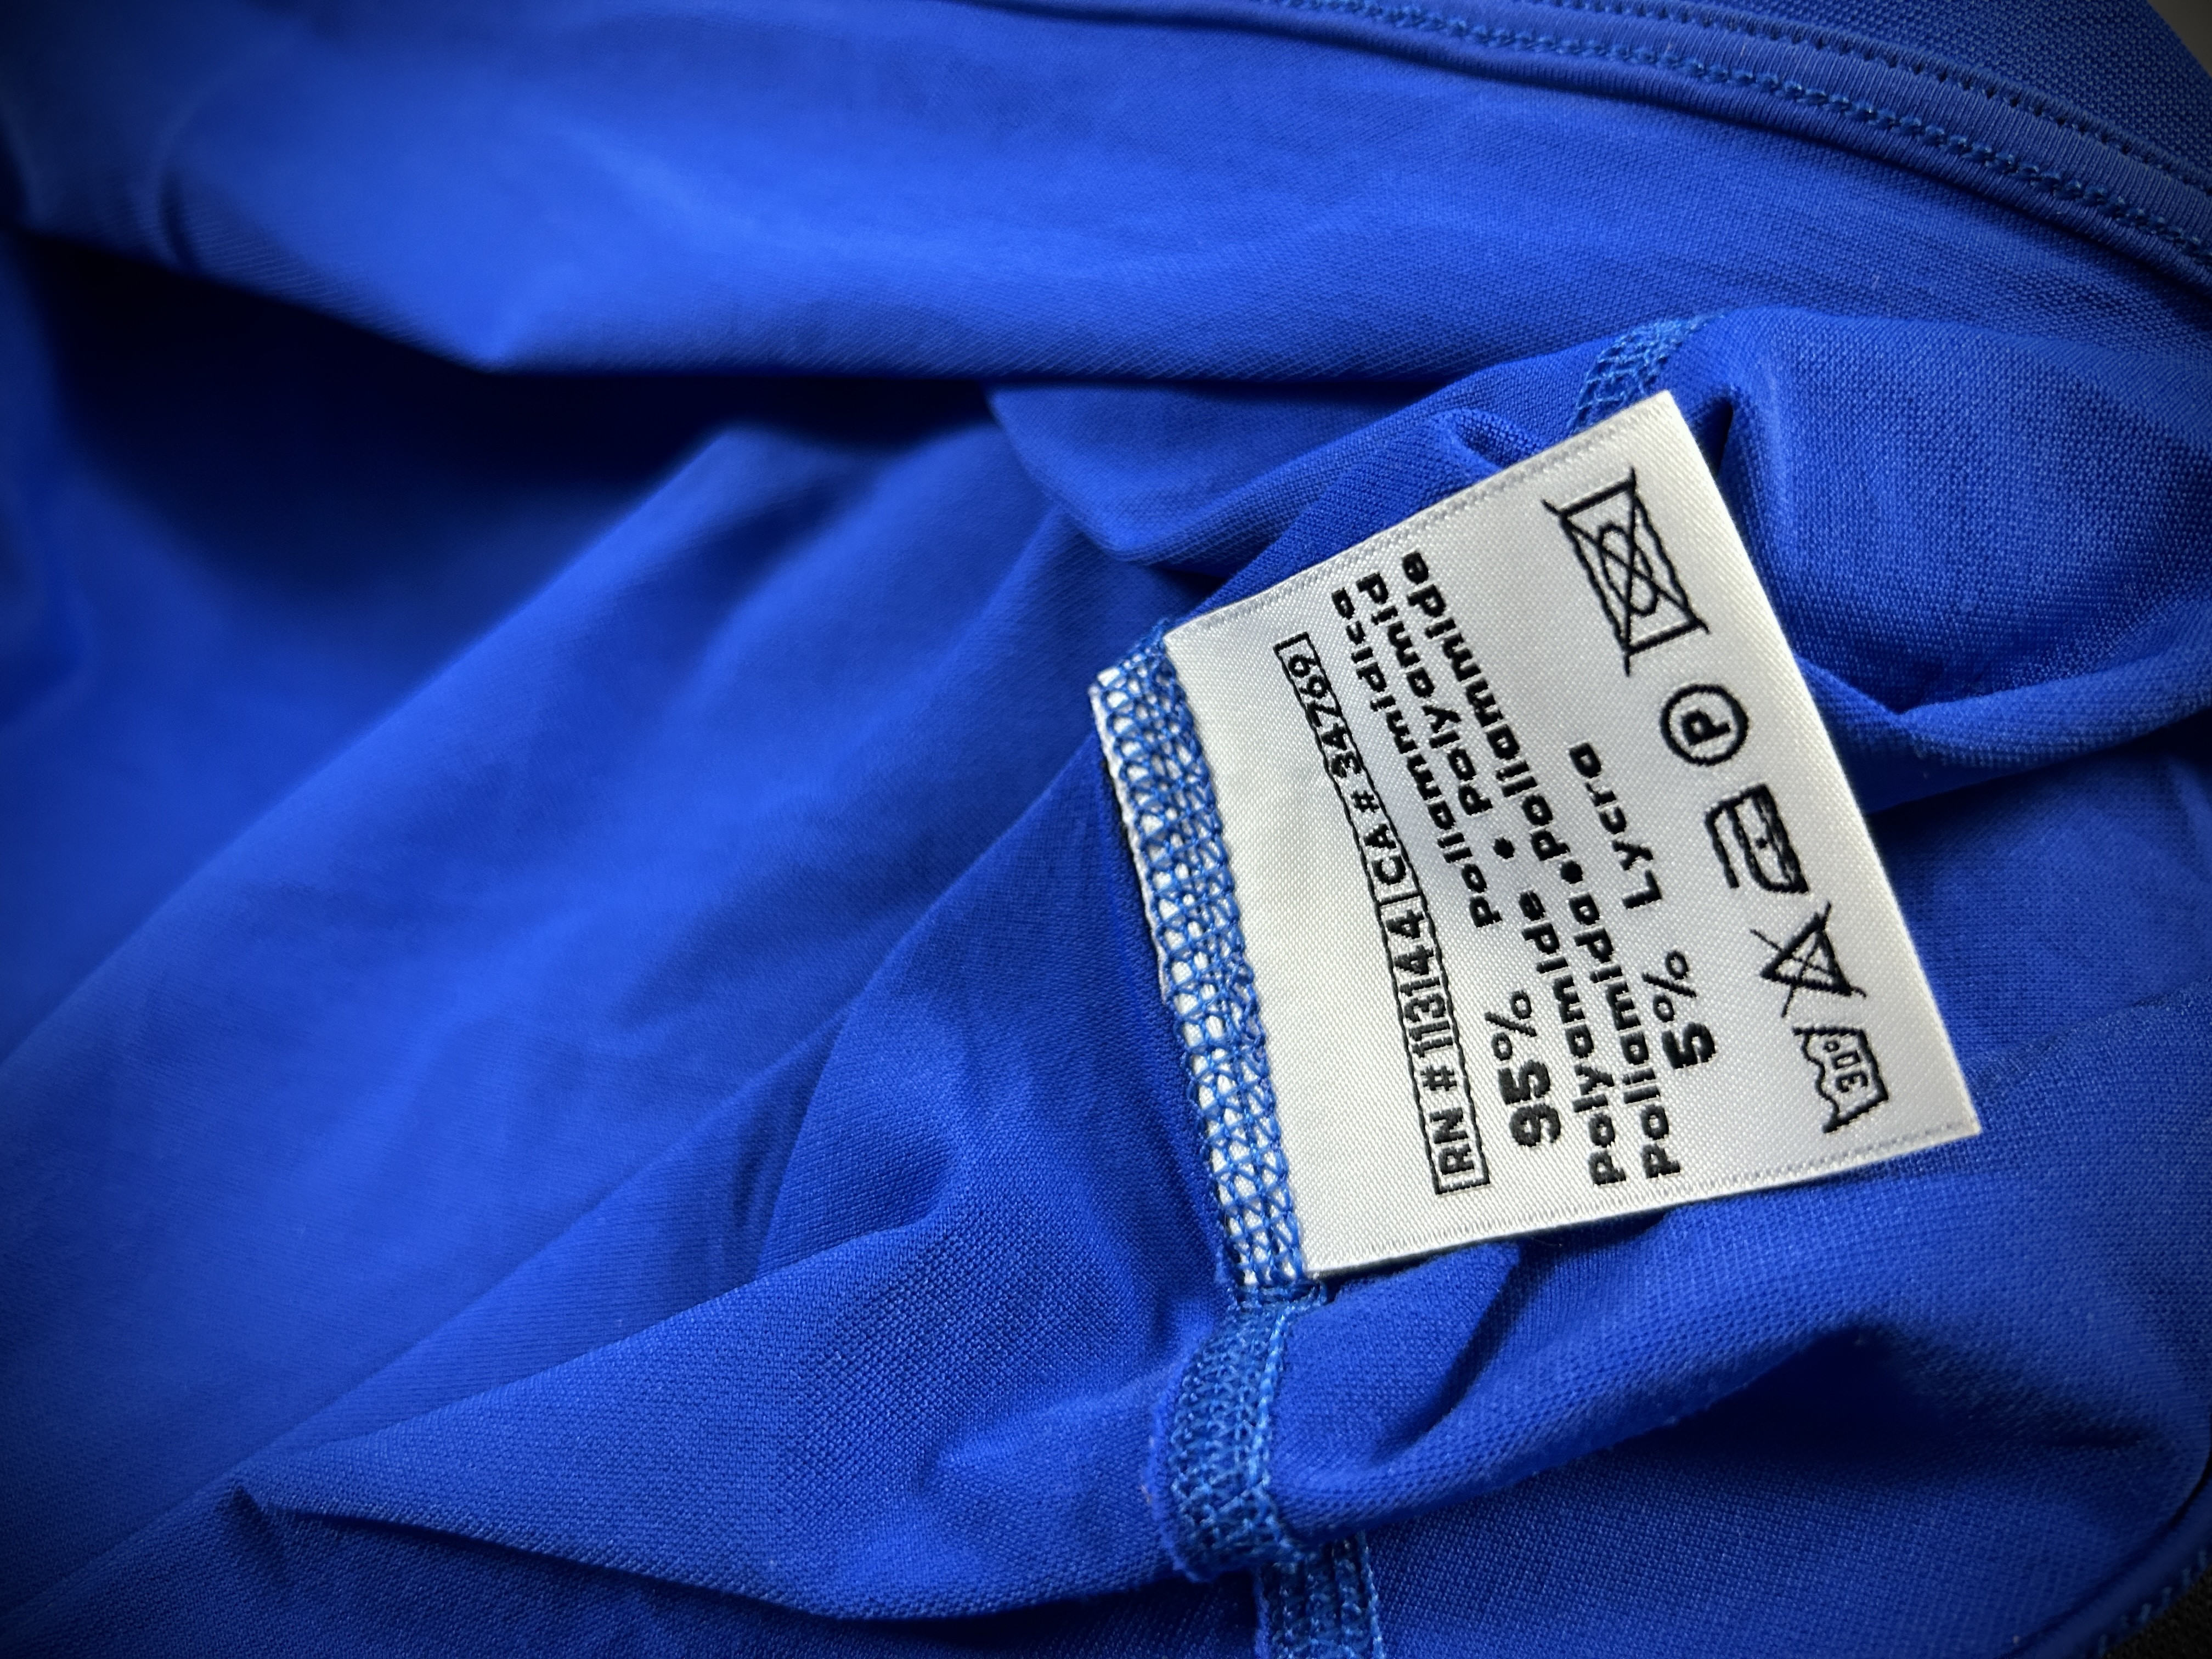 RN # 113144 CA # 34769
95% Poliammidica
Polyamide • Polyamid
Poliamida • Poliammide
5% Lycra
30° P